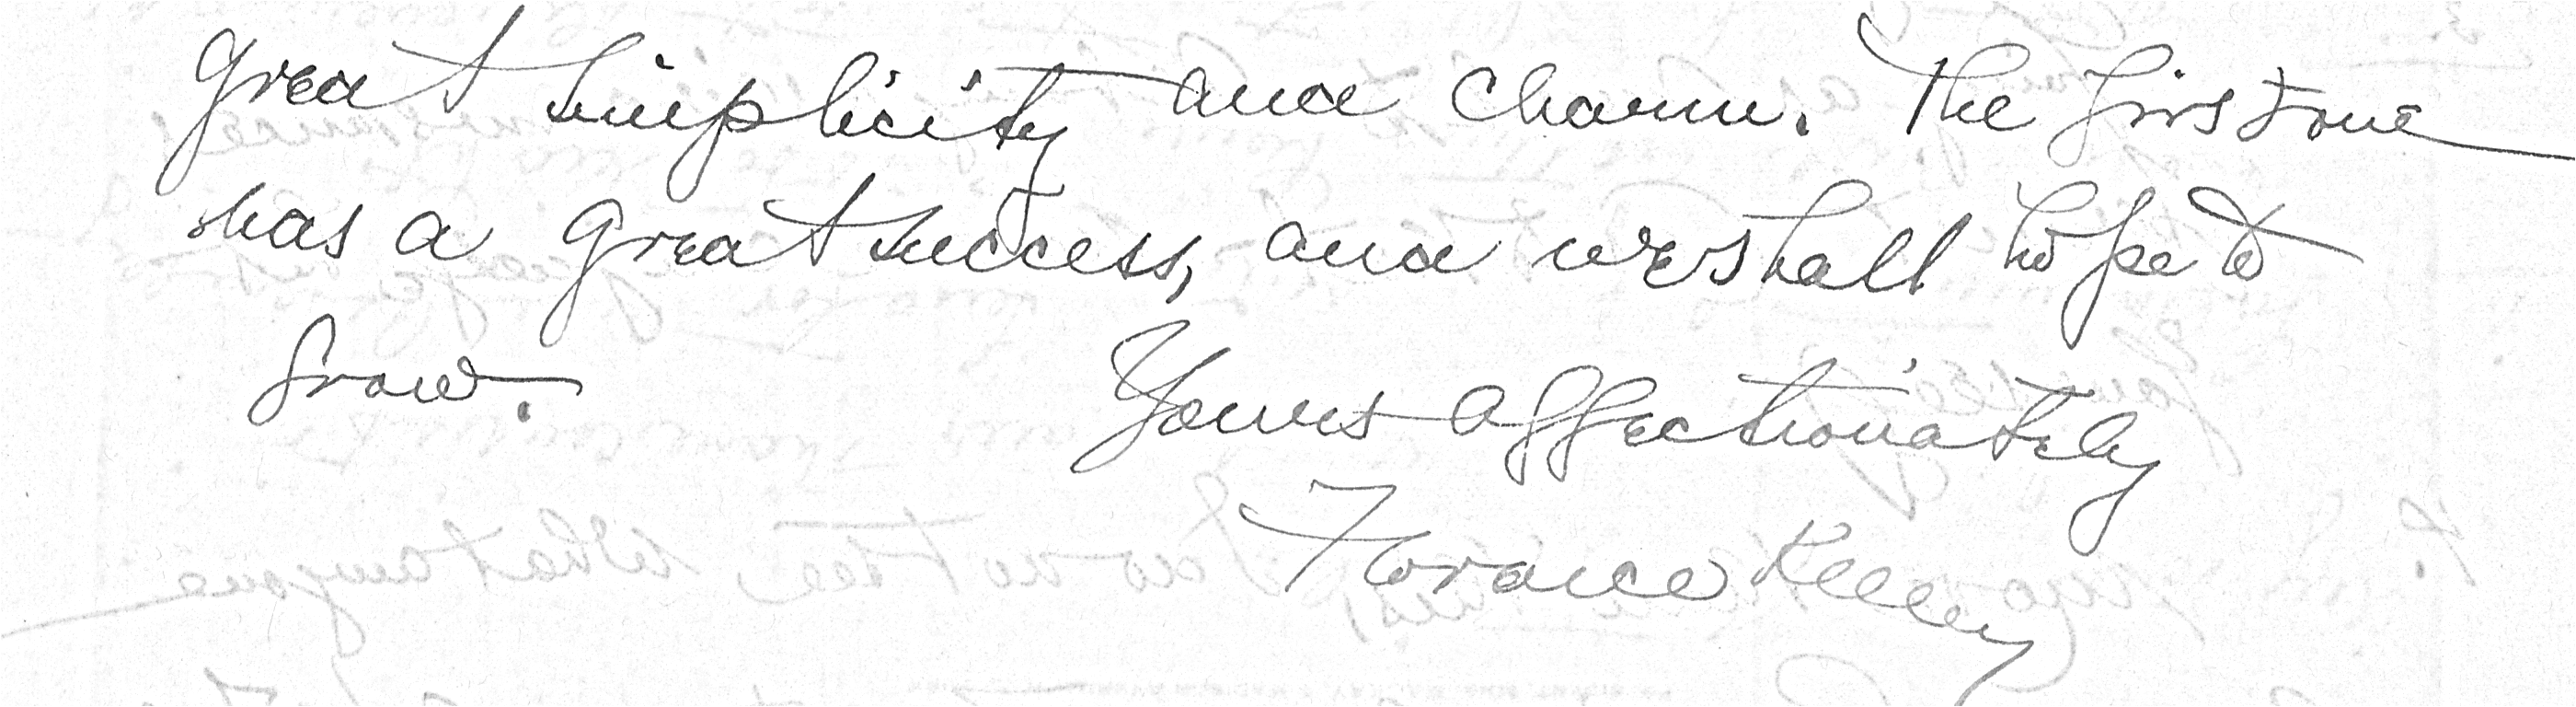 great simplicity and charm. The first one
was a great success, and we shall hope to
grow.
Yours affectionately
Florence Kelley